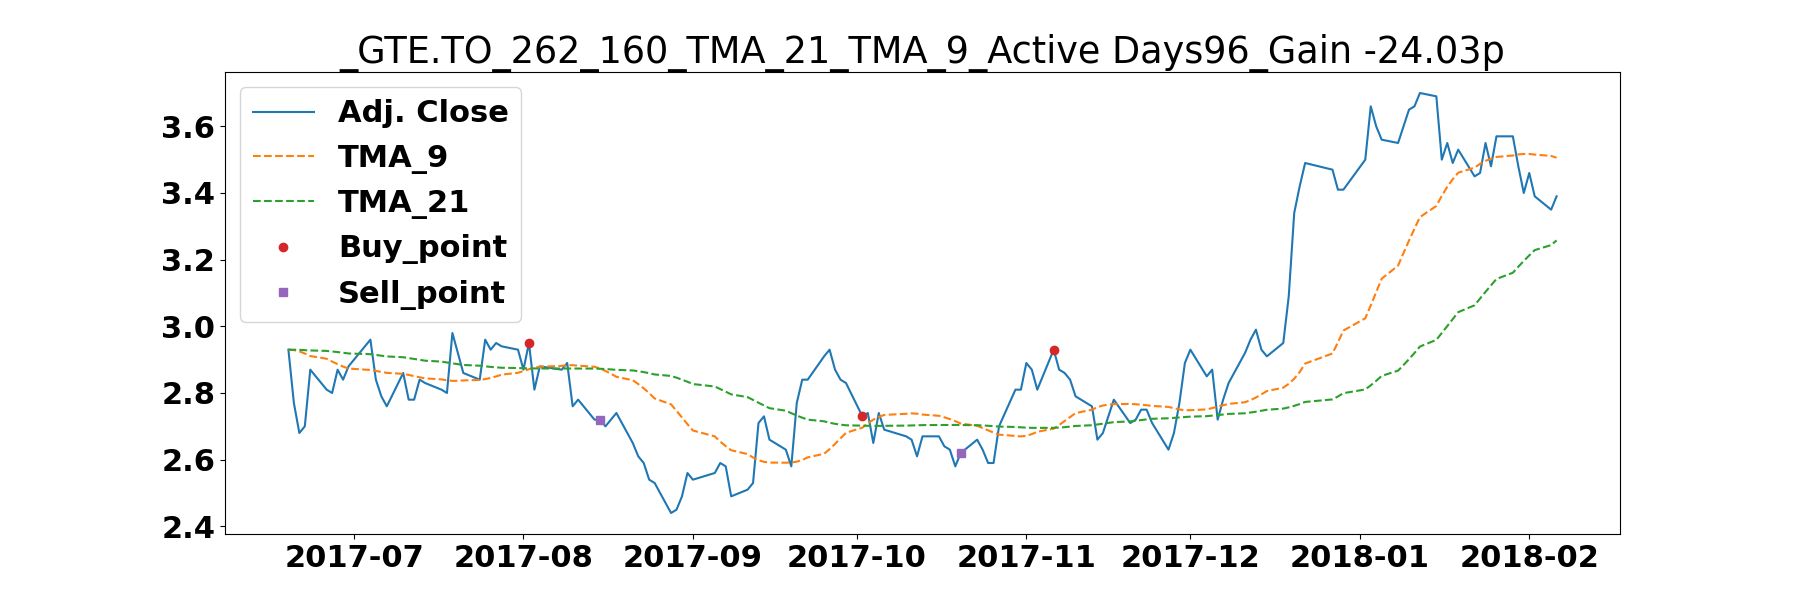 _GTE.TO_262_160_TMA_21_TMA_9_Active Days96_Gain -24.03p
Adj. Close
TMA_9
TMA_21
Buy_point
Sell_point
3.6
3.4
3.2
3.0
2.8
2.6
2.4
2017-07 2017-08 2017-09 2017-10 2017-11 2017-12 2018-01 2018-02